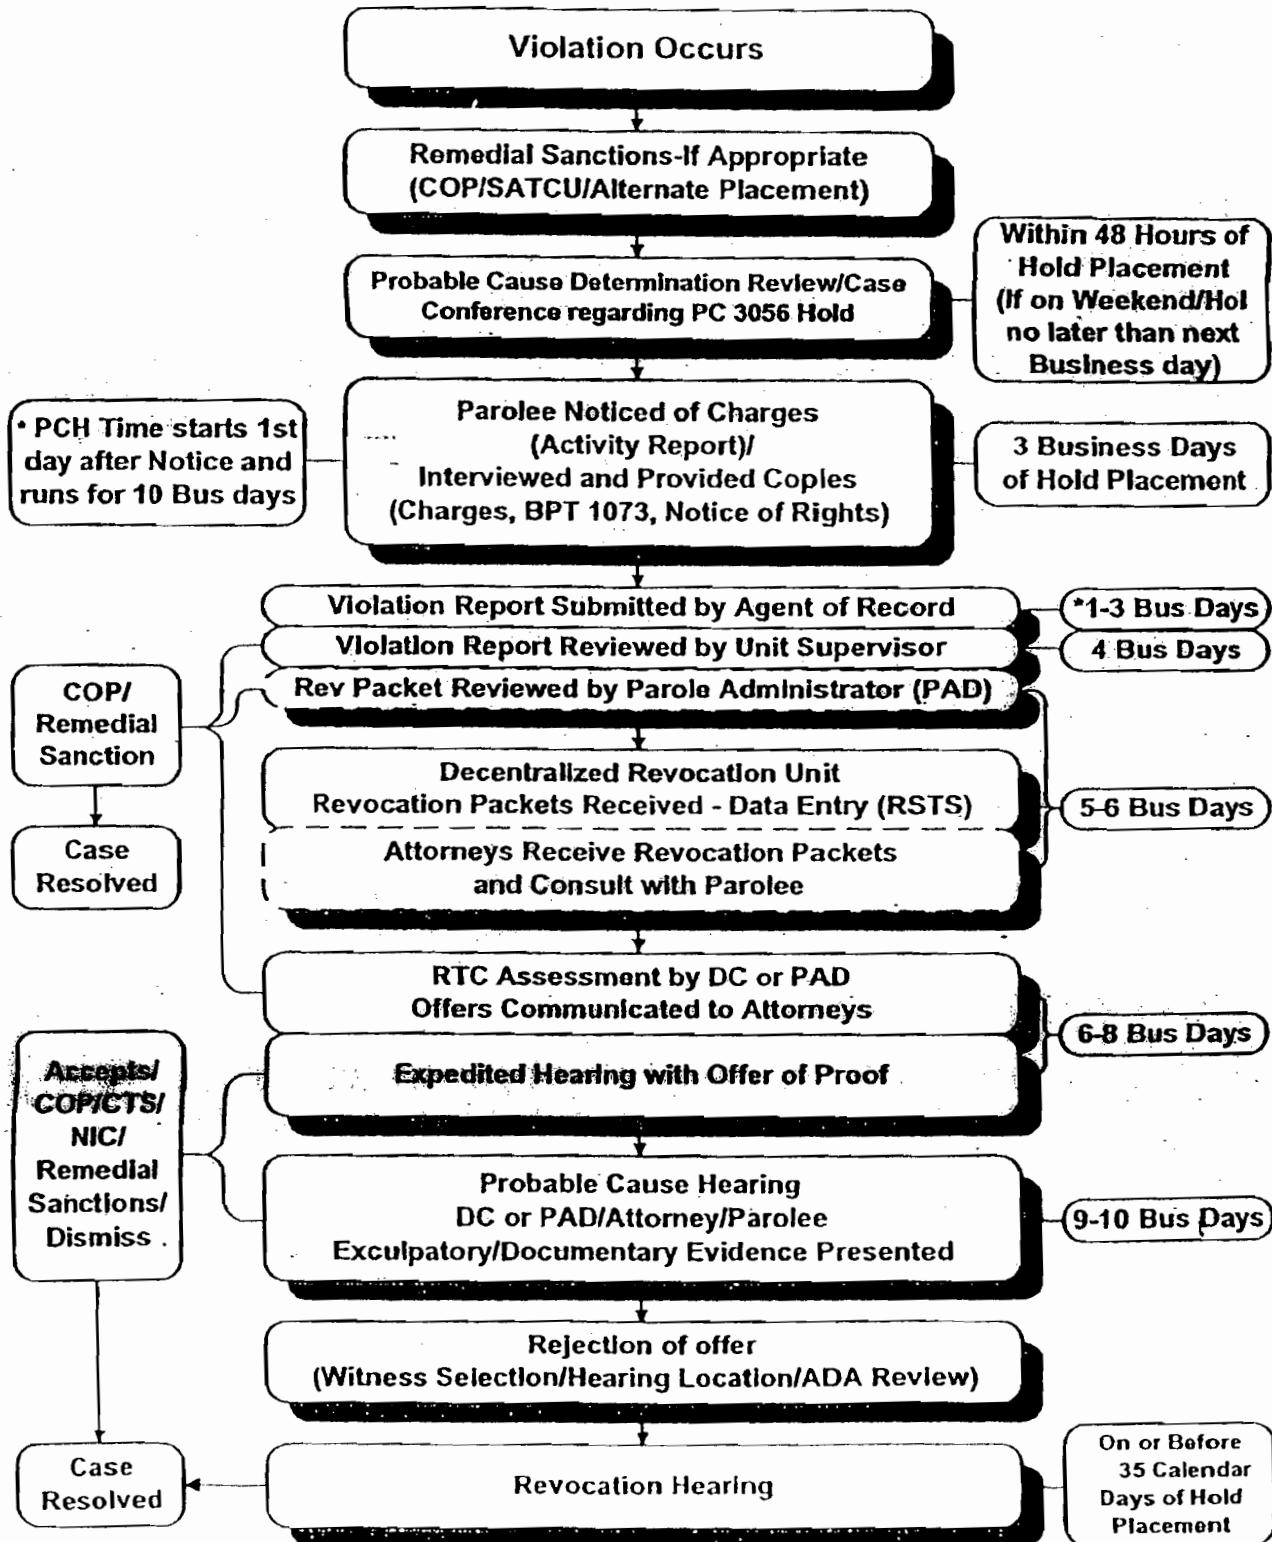 Violation Occurs
Remedial Sanctions-If Appropriate
(COP/SATCU/Alternate Placement)
Probable Cause Determination Review/Case
Conference regarding PC 3056 Hold
Within 48 Hours of
Hold Placement
(If on Weekend/Hol
no later than next
Business day)
* PCH Time starts 1st
day after Notice and
runs for 10 Bus days
Parolee Noticed of Charges
(Activity Report)/
Interviewed and Provided Copies
(Charges, BPT 1073, Notice of Rights)
3 Business Days
of Hold Placement
Violation Report Submitted by Agent of Record
*1-3 Bus Days
Violation Report Reviewed by Unit Supervisor
4 Bus Days
Rev Packet Reviewed by Parole Administrator (PAD)
COP/
Remedial
Sanction
Case
Resolved
Decentralized Revocation Unit
Revocation Packets Received - Data Entry (RSTS)
Attorneys Receive Revocation Packets
and Consult with Parolee
5-6 Bus Days
RTC Assessment by DC or PAD
Offers Communicated to Attorneys
Expedited Hearing with Offer of Proof
6-8 Bus Days
Accepts/
COP/CTS/
NIC/
Remedial
Sanctions/
Dismiss
Probable Cause Hearing
DC or PAD/Attorney/Parolee
Exculpatory/Documentary Evidence Presented
9-10 Bus Days
Rejection of offer
(Witness Selection/Hearing Location/ADA Review)
Case
Resolved
Revocation Hearing
On or Before
35 Calendar
Days of Hold
Placement